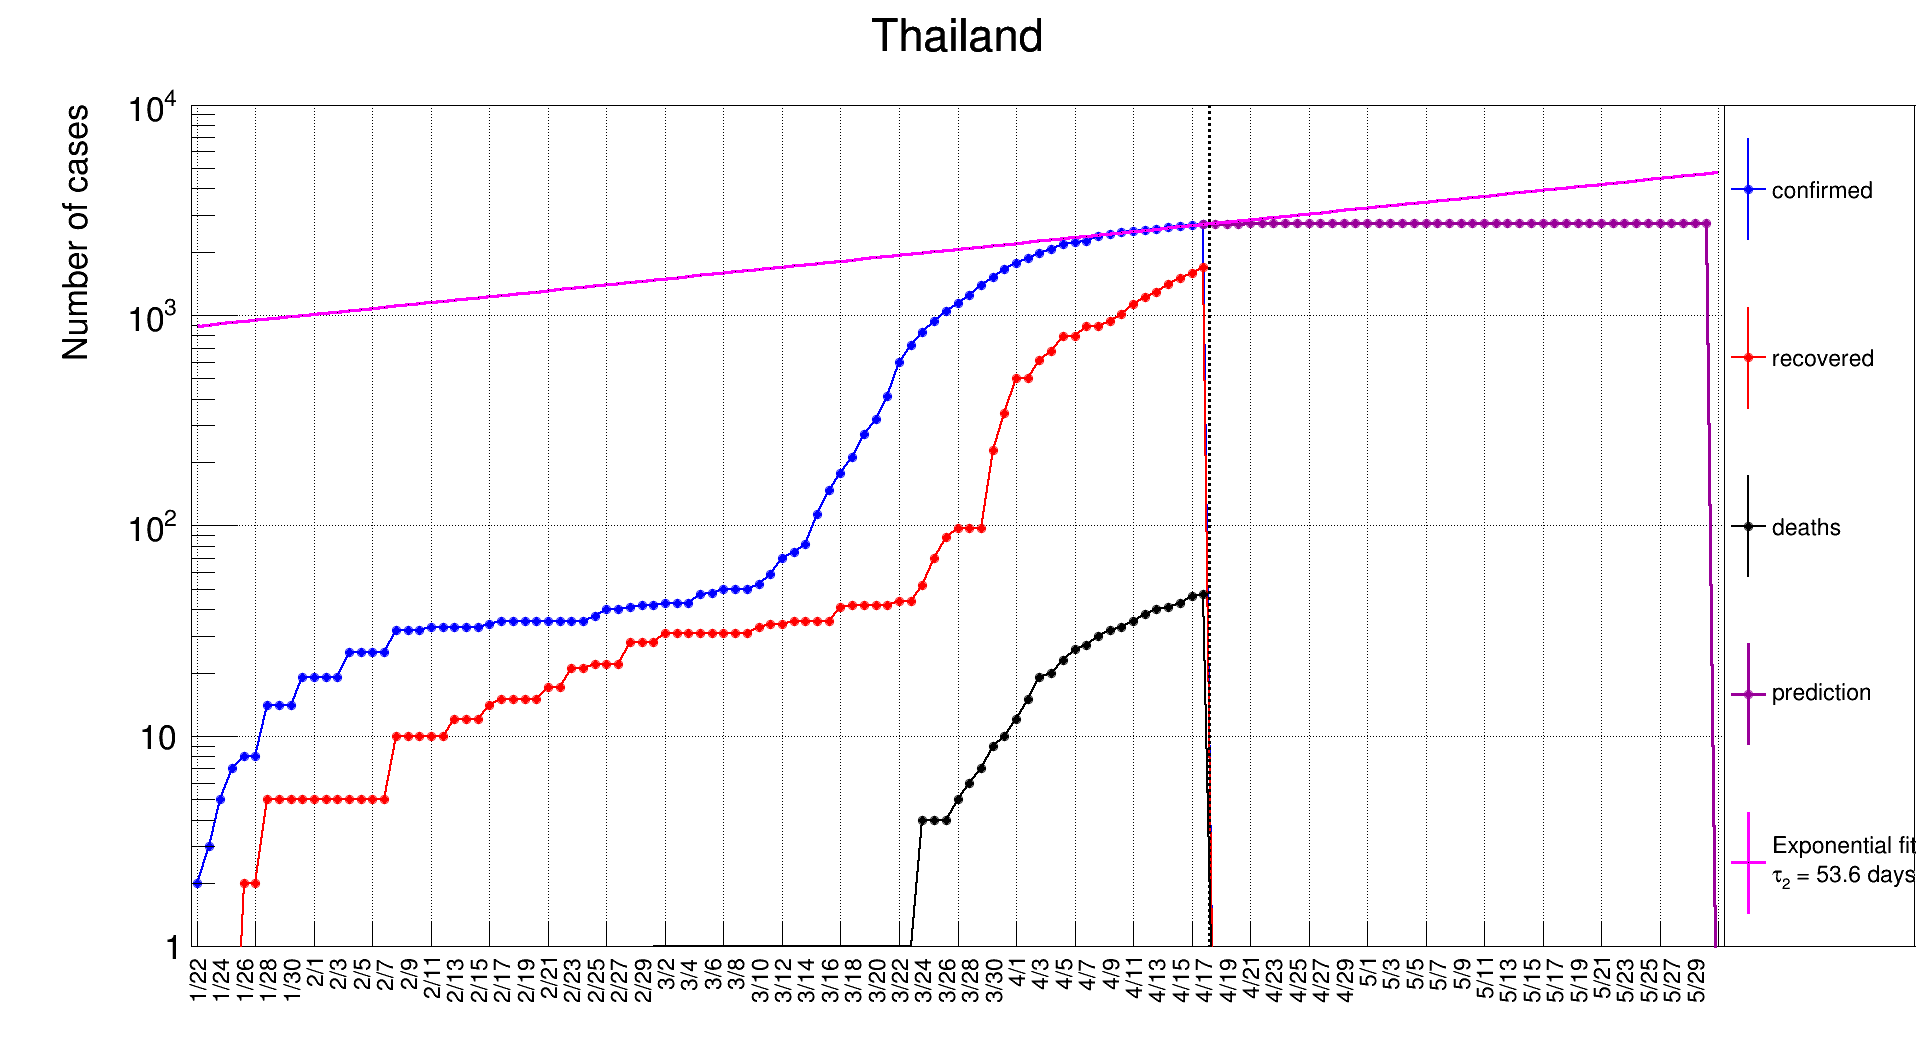 Thailand
Number of cases
10⁴
10³
10²
10
1
1/22 1/24 1/26 1/28 1/30 2/1 2/3 2/5 2/7 2/9 2/11 2/13 2/15 2/17 2/19 2/21 2/23 2/25 2/27 2/29 3/2 3/4 3/6 3/8 3/10 3/12 3/14 3/16 3/18 3/20 3/22 3/24 3/26 3/28 3/30 4/1 4/3 4/5 4/7 4/9 4/11 4/13 4/15 4/17 4/19 4/21 4/23 4/25 4/27 4/29 5/1 5/3 5/5 5/7 5/9 5/11 5/13 5/15 5/17 5/19 5/21 5/23 5/25 5/27 5/29
confirmed
recovered
deaths
prediction
Exponential fit
τ₂ = 53.6 days